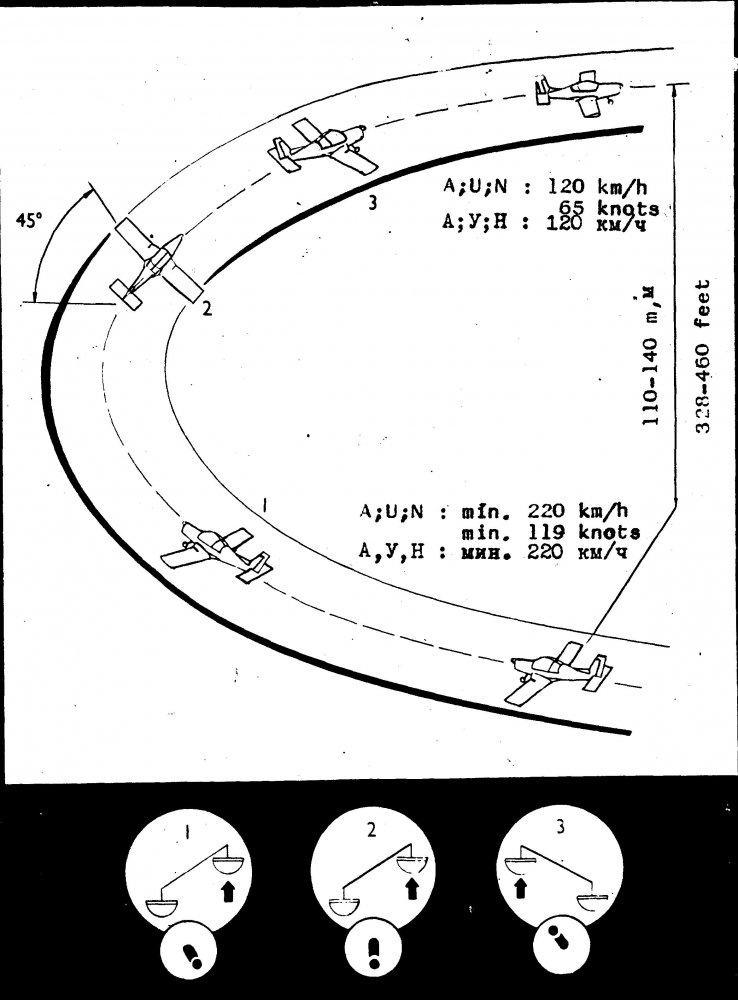 45°
A;U;N : 120 km/h
65 knots
А;У;Н : 120 км/ч
3
2
110-140 m,м
328-460 feet
1
A;U;N : min. 220 km/h
min. 119 knots
А,У,Н : мин. 220 км/ч
1
2
3